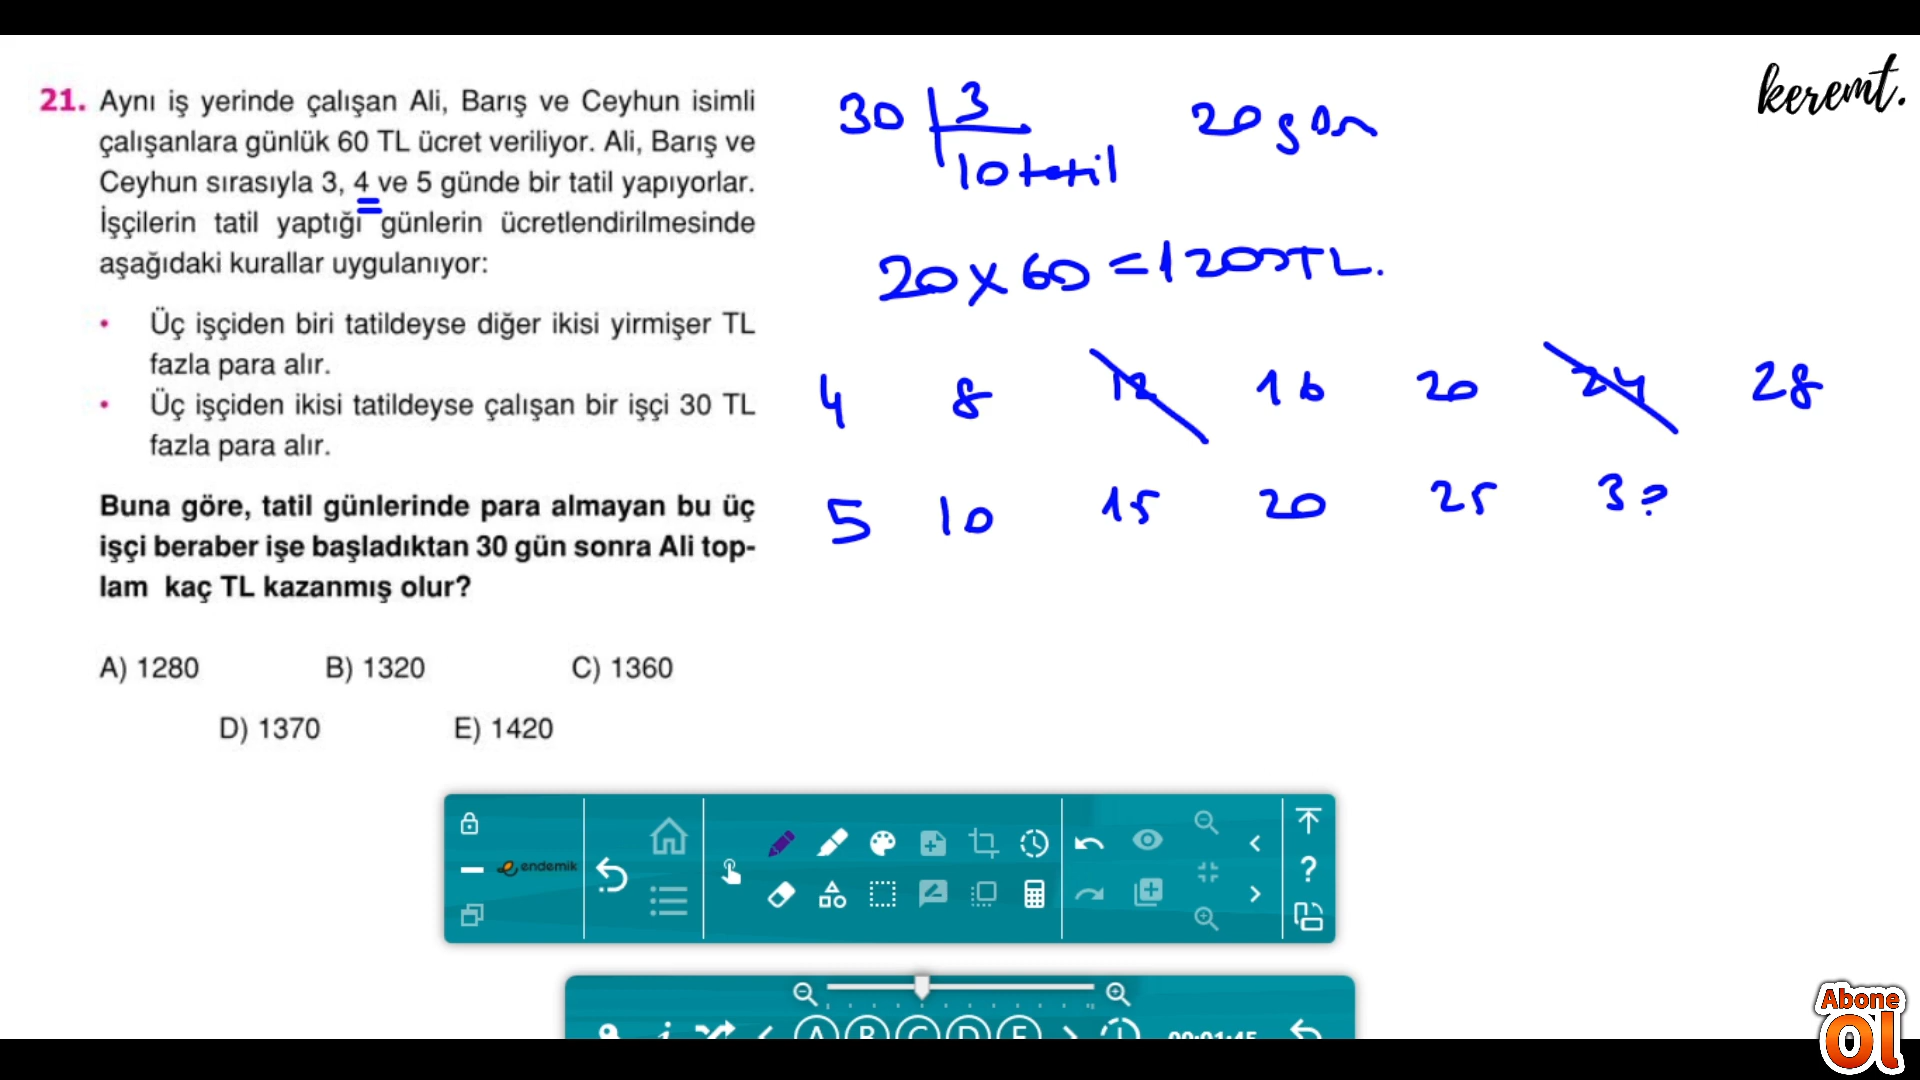 keremt.
21. Aynı iş yerinde çalışan Ali, Barış ve Ceyhun isimli
çalışanlara günlük 60 TL ücret veriliyor. Ali, Barış ve
Ceyhun sırasıyla 3, 4 ve 5 günde bir tatil yapıyorlar.
İşçilerin tatil yaptığı günlerin ücretlendirilmesinde
aşağıdaki kurallar uygulanıyor:
• Üç işçiden biri tatildeyse diğer ikisi yirmişer TL
fazla para alır.
• Üç işçiden ikisi tatildeyse çalışan bir işçi 30 TL
fazla para alır.
Buna göre, tatil günlerinde para almayan bu üç
işçi beraber işe başladıktan 30 gün sonra Ali top-
lam kaç TL kazanmış olur?
A) 1280 B) 1320 C) 1360
D) 1370 E) 1420
30 3 20 gün
10 tatil
20 x 60 = 1200 TL.
4 8 12 16 20 24 28
5 10 15 20 25 30
endemik
A B C D E 00:01:45
Abone
Ol